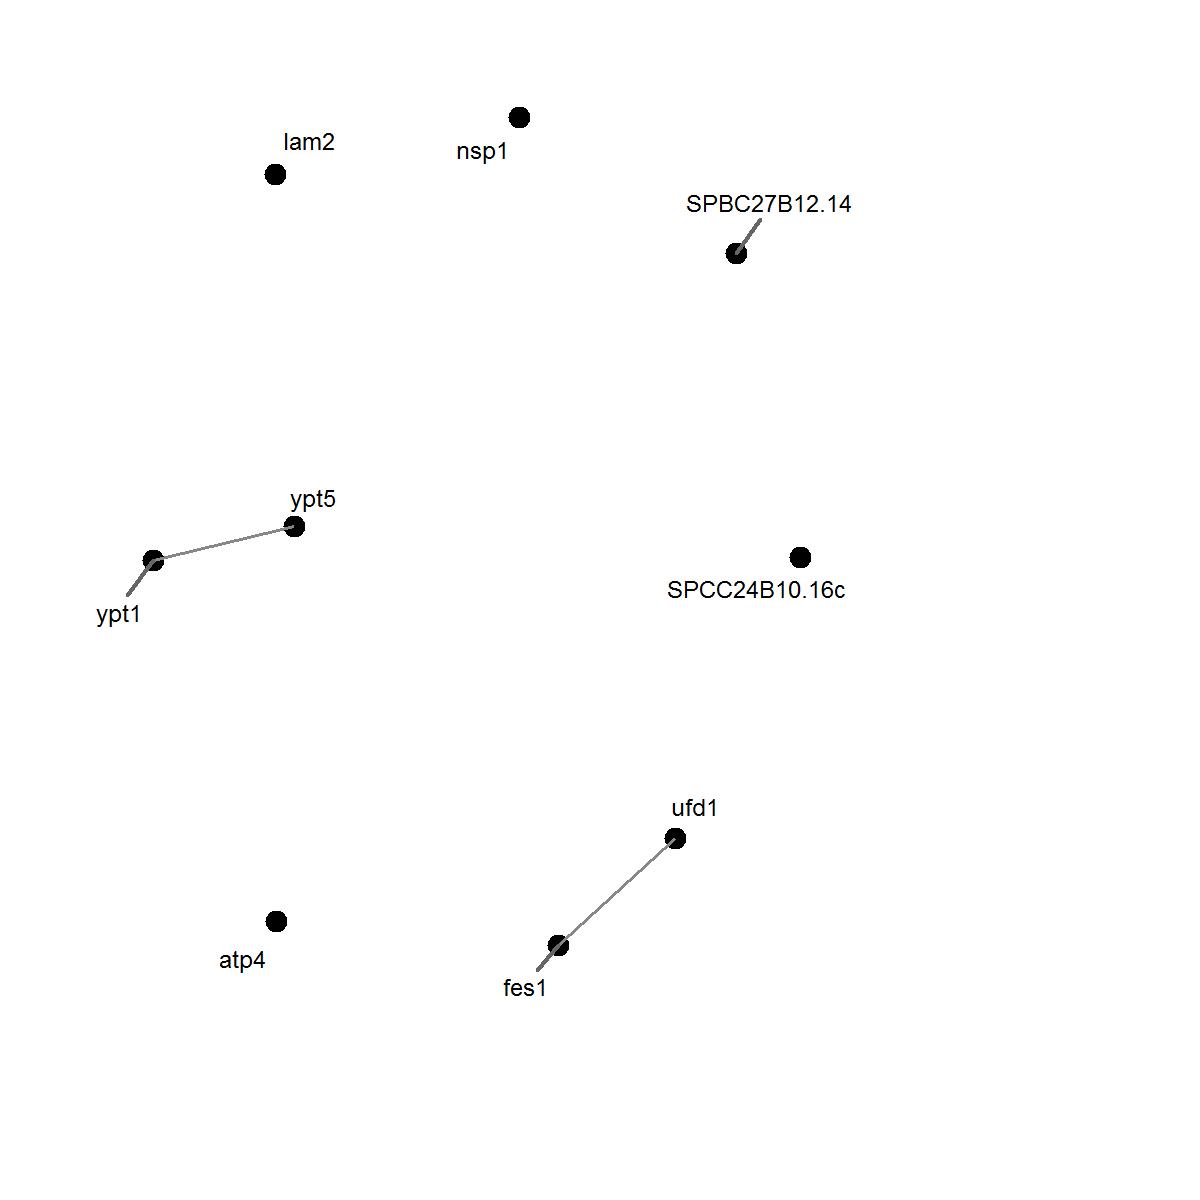 lam2
nsp1
SPBC27B12.14
ypt5
SPCC24B10.16c
ypt1
ufd1
atp4
fes1